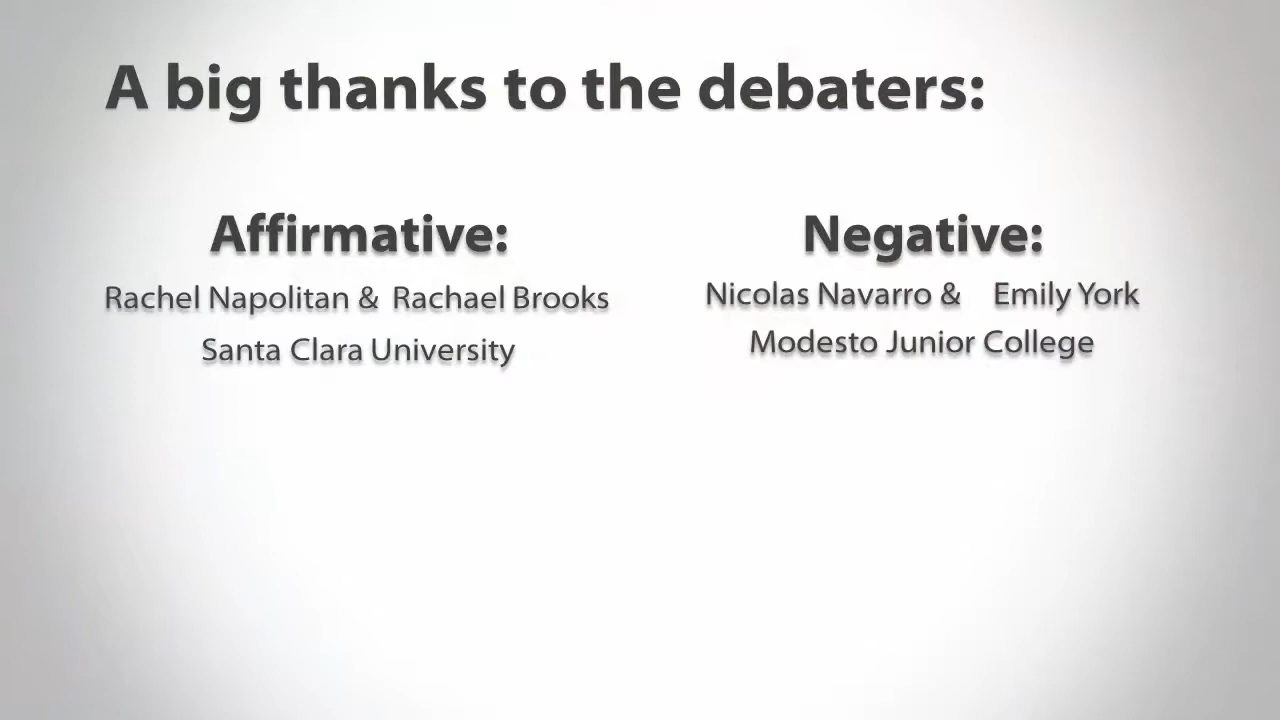 A big thanks to the debaters:
Affirmative:
Rachel Napolitan & Rachael Brooks
Santa Clara University
Negative:
Nicolas Navarro & Emily York
Modesto Junior College